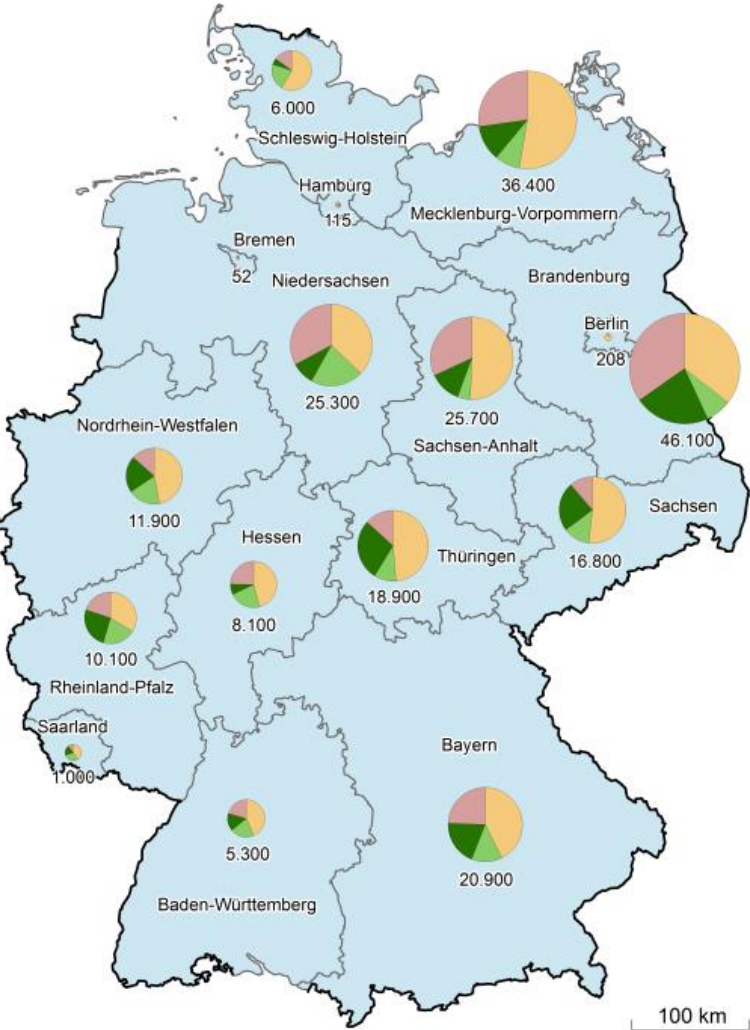 6.000
Schleswig-Holstein
36.400
Mecklenburg-Vorpommern
Hamburg
115
Bremen
52
Niedersachsen
25.300
Brandenburg
Berlin
208
46.100
25.700
Sachsen-Anhalt
Nordrhein-Westfalen
11.900
Hessen
8.100
Thüringen
18.900
Sachsen
16.800
10.100
Rheinland-Pfalz
Saarland
1.000
Bayern
20.900
5.300
Baden-Württemberg
100 km